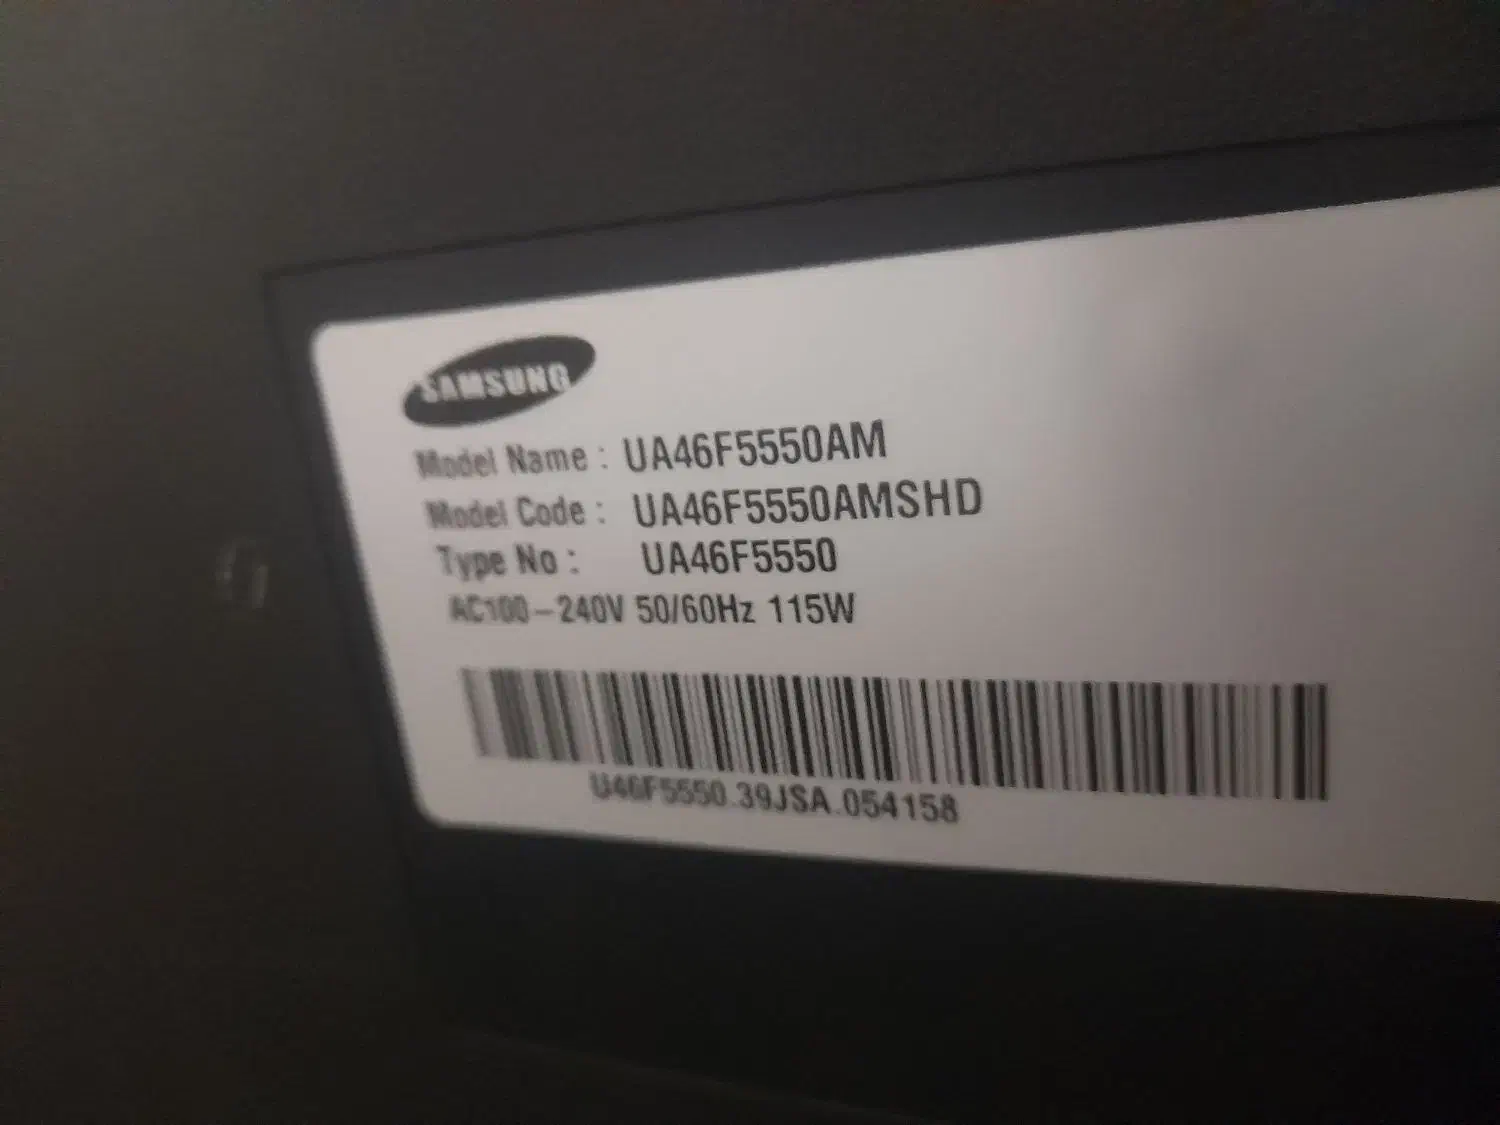 SAMSUNG
Model Name : UA46F5550AM
Model Code : UA46F5550AMSHD
Type No : UA46F5550
AC100-240V 50/60Hz 115W
U46F5550.39JSA.054158